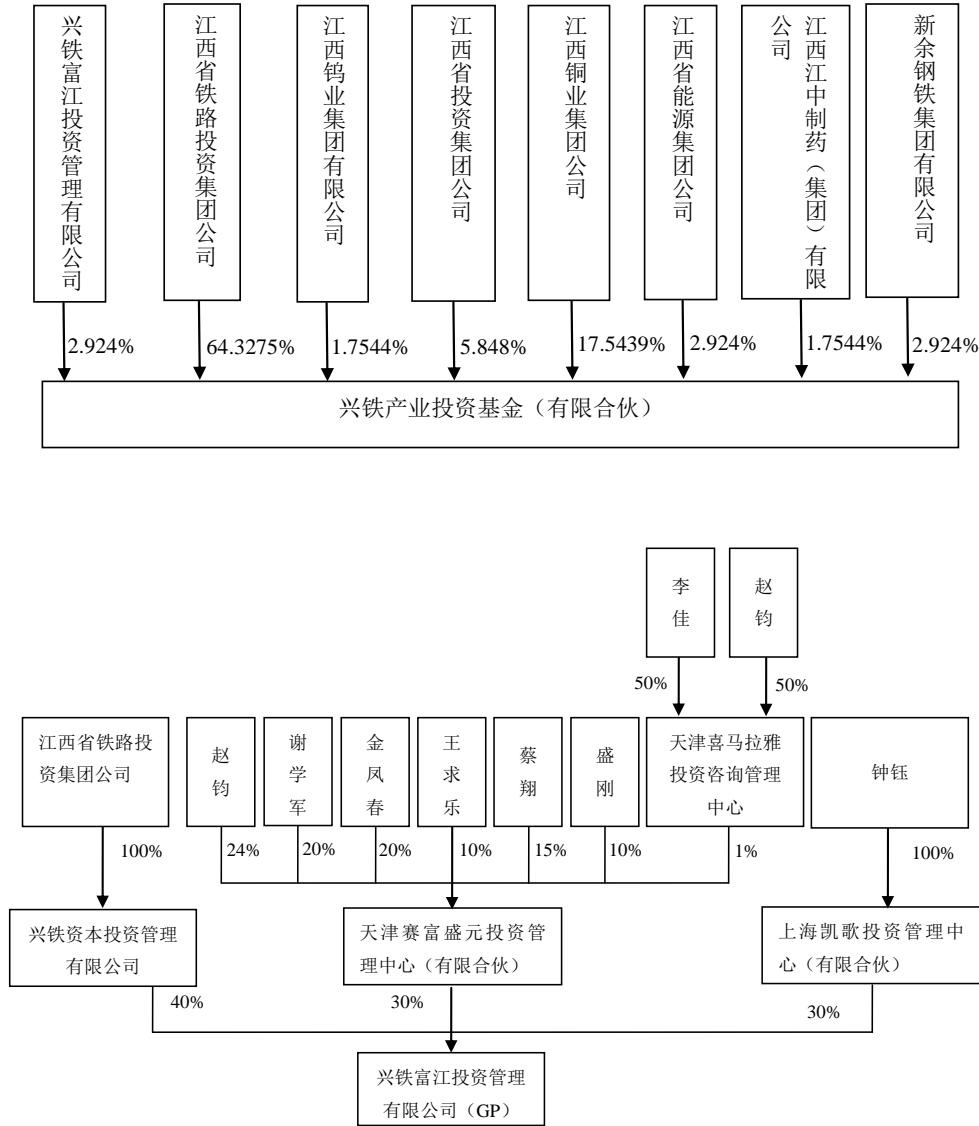 兴铁富江投资管理有限公司
江西省铁路投资集团公司
江西钨业集团有限公司
江西省投资集团公司
江西铜业集团公司
江西省能源集团公司
江西江中制药（集团）有限
公司
新余钢铁集团有限公司
2.924%
64.3275%
1.7544%
5.848%
17.5439%
2.924%
1.7544%
2.924%
兴铁产业投资基金（有限合伙）
李佳
赵钧
50%
50%
江西省铁路投
资集团公司
赵钧
谢学军
金凤春
王求乐
蔡翔
盛刚
天津喜马拉雅
投资咨询管理
中心
钟钰
100%
24%
20%
20%
10%
15%
10%
1%
100%
兴铁资本投资管理
有限公司
天津赛富盛元投资管
理中心（有限合伙）
上海凯歌投资管理中
心（有限合伙）
40%
30%
30%
兴铁富江投资管理
有限公司（GP）